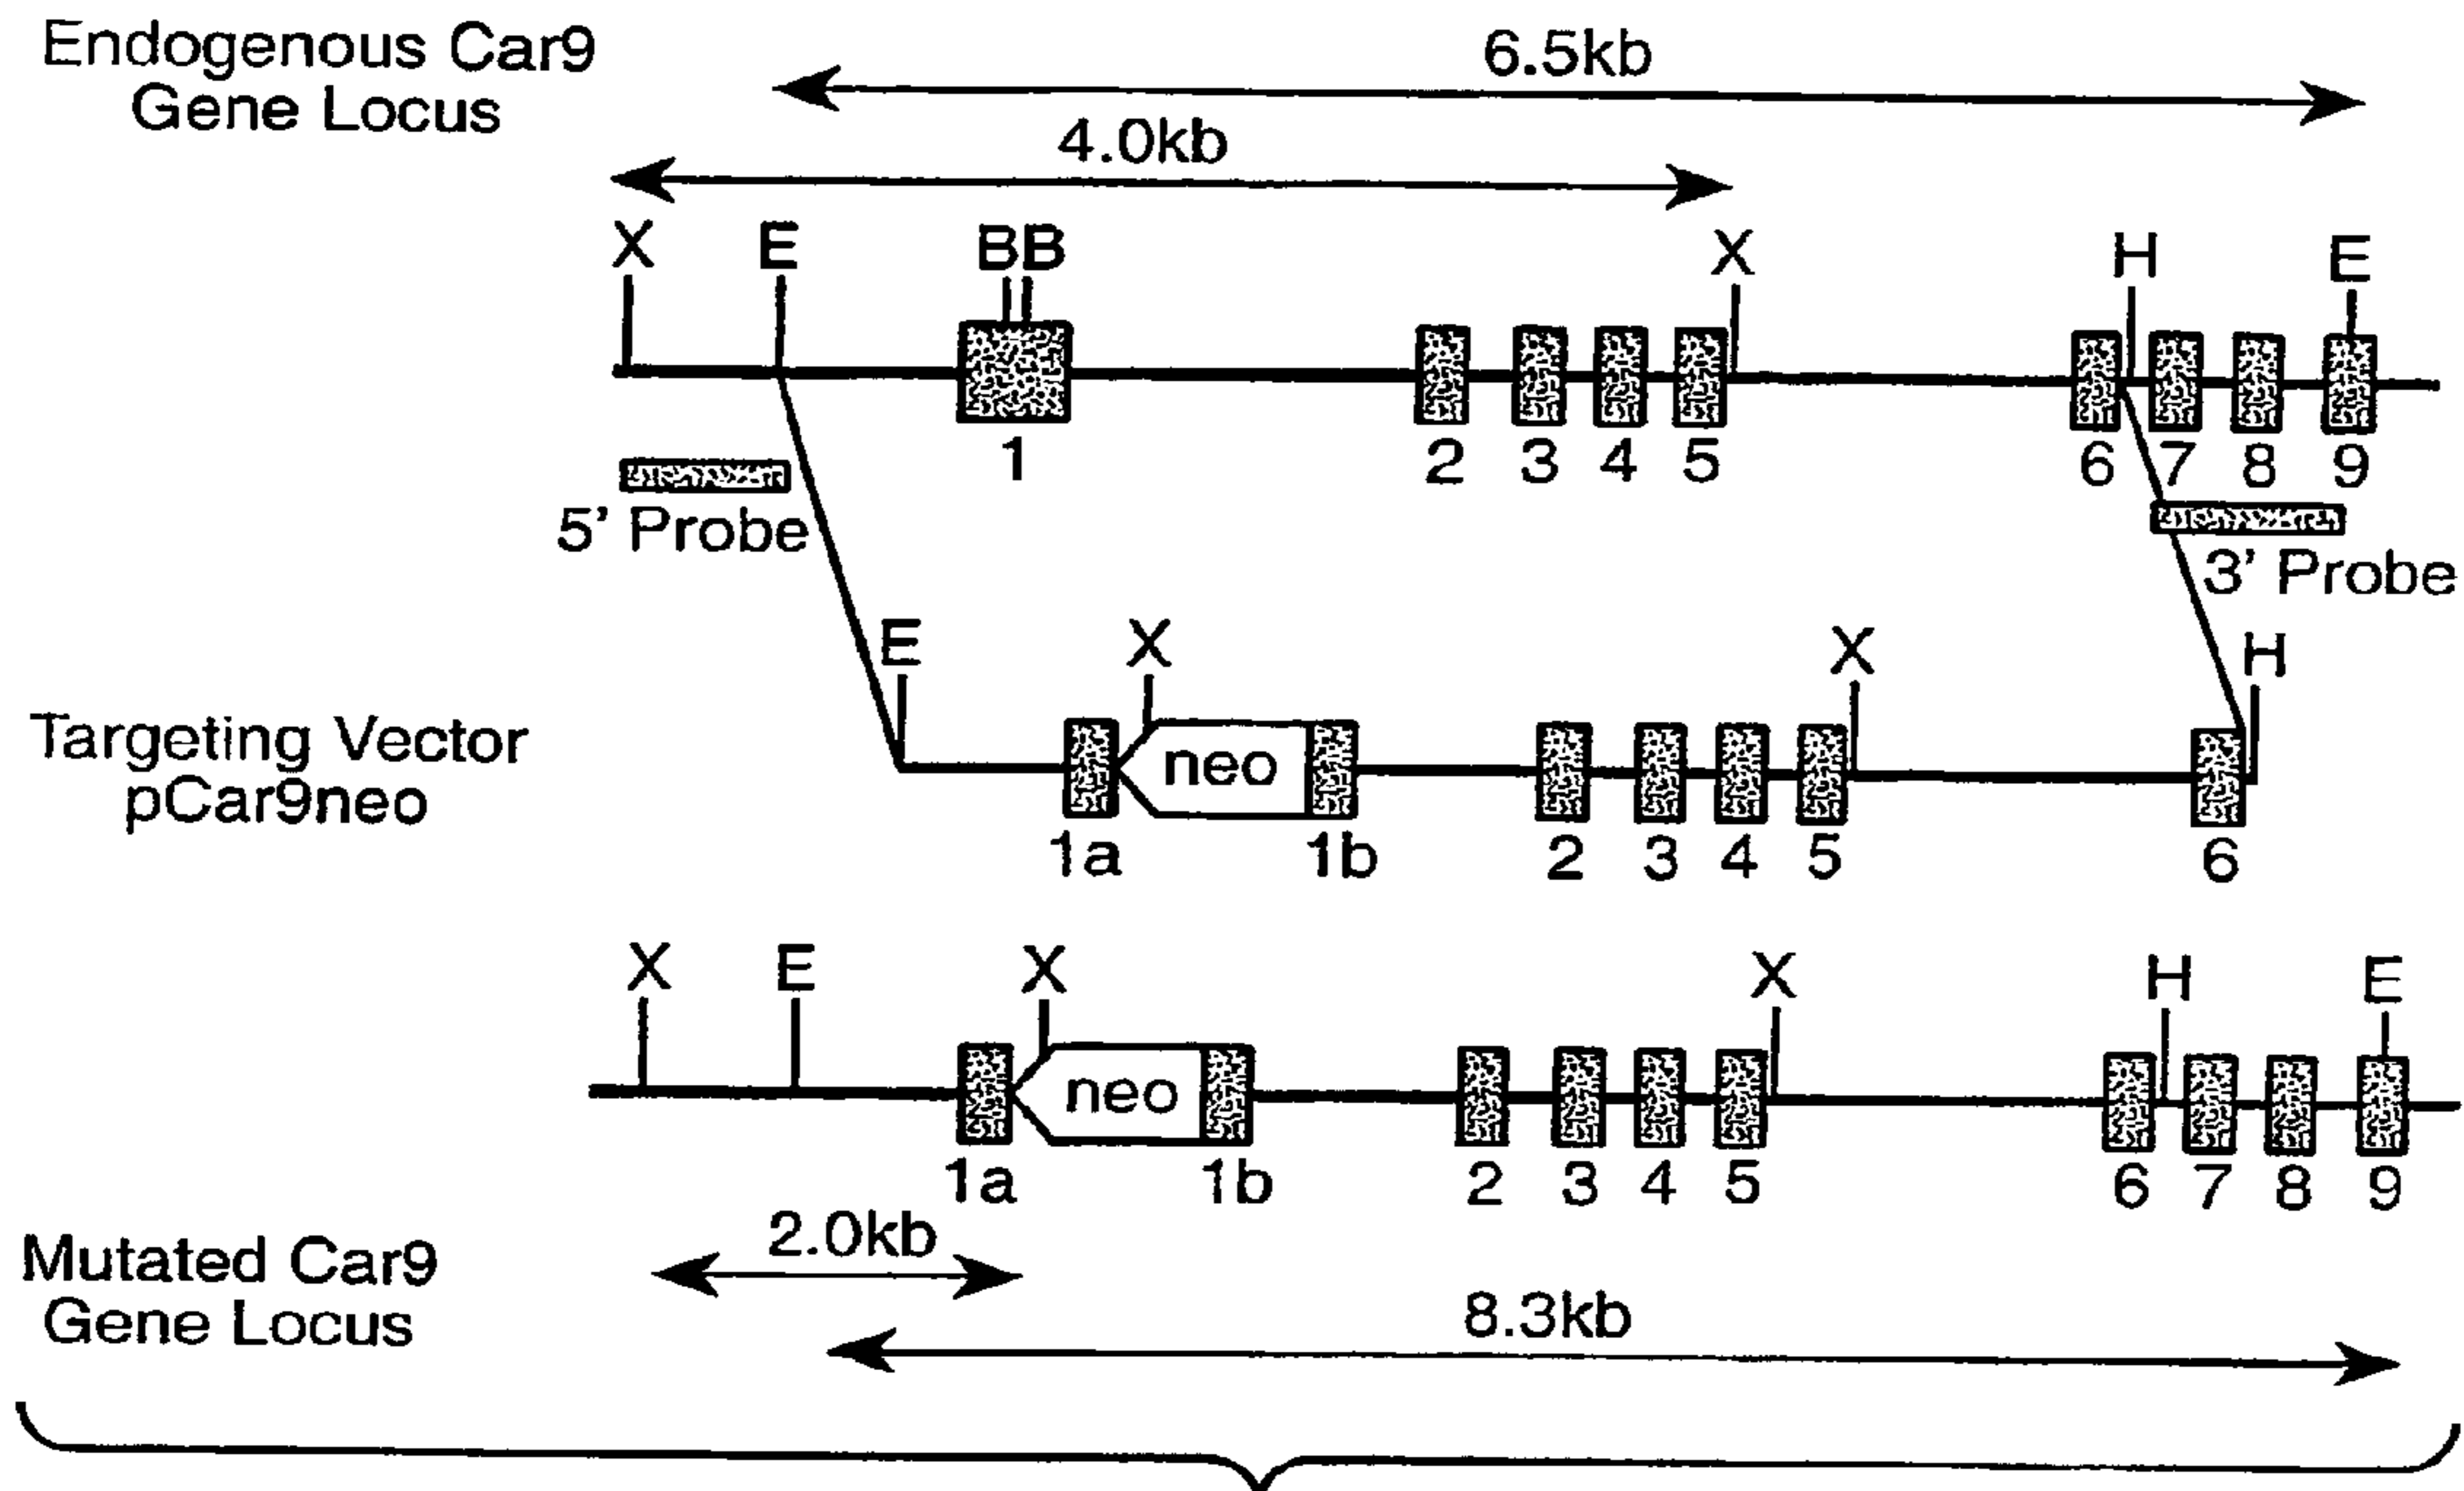 Endogenous Car9
Gene Locus
6.5kb
4.0kb
X E BB X H E
1 2 3 4 5 6 7 8 9
5' Probe
3' Probe
E X X H
Targeting Vector
pCar9neo
neo
1a 1b 2 3 4 5 6
X E X X H E
neo
1a 1b 2 3 4 5 6 7 8 9
2.0kb
Mutated Car9
Gene Locus
8.3kb